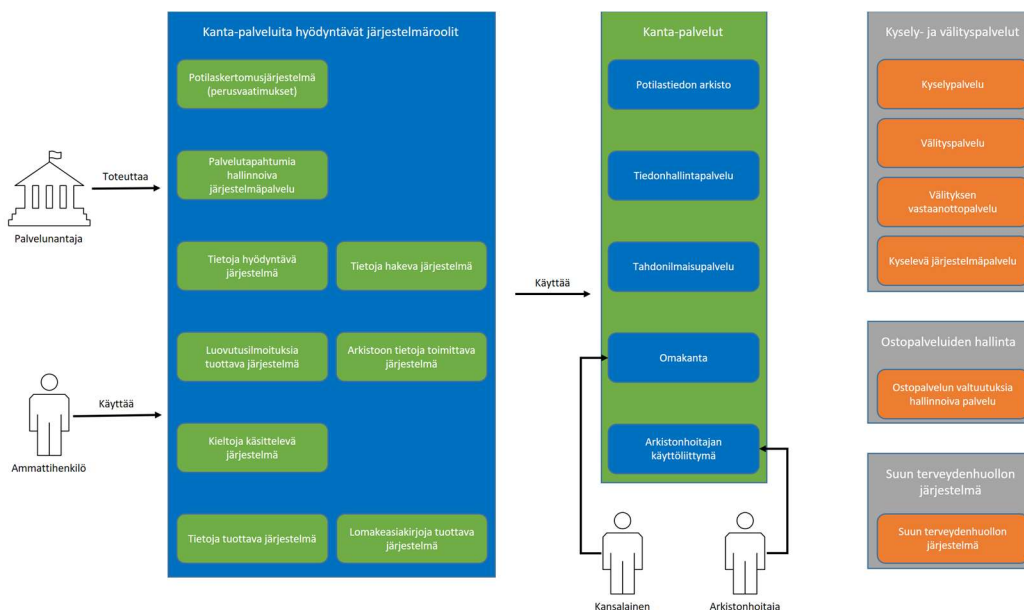 Kanta-palveluita hyödyntävät järjestelmäroolit
Potilaskertomusjärjestelmä
(perusvaatimukset)
Palvelutapahtumia
hallinnoiva
järjestelmäpalvelu
Tietoja hyödyntävä
järjestelmä
Tietoja hakeva järjestelmä
Luovutusilmoituksia
tuottava järjestelmä
Arkistoon tietoja toimittava
järjestelmä
Kieltoja käsittelevä
järjestelmä
Tietoja tuottava järjestelmä
Lomakeasiakirjoja tuottava
järjestelmä
Toteuttaa
Palvelunantaja
Käyttää
Ammattihenkilö
Käyttää
Kanta-palvelut
Potilastiedon arkisto
Tiedonhallintapalvelu
Tahdonilmaisupalvelu
Omakanta
Arkistonhoitajan
käyttöliittymä
Kansalainen
Arkistonhoitaja
Kysely- ja välityspalvelut
Kyselypalvelu
Välityspalvelu
Välityksen
vastaanottopalvelu
Kyselevä järjestelmäpalvelu
Ostopalveluiden hallinta
Ostopalvelun valtuutuksia
hallinnoiva palvelu
Suun terveydenhuollon
järjestelmä
Suun terveydenhuollon
järjestelmä